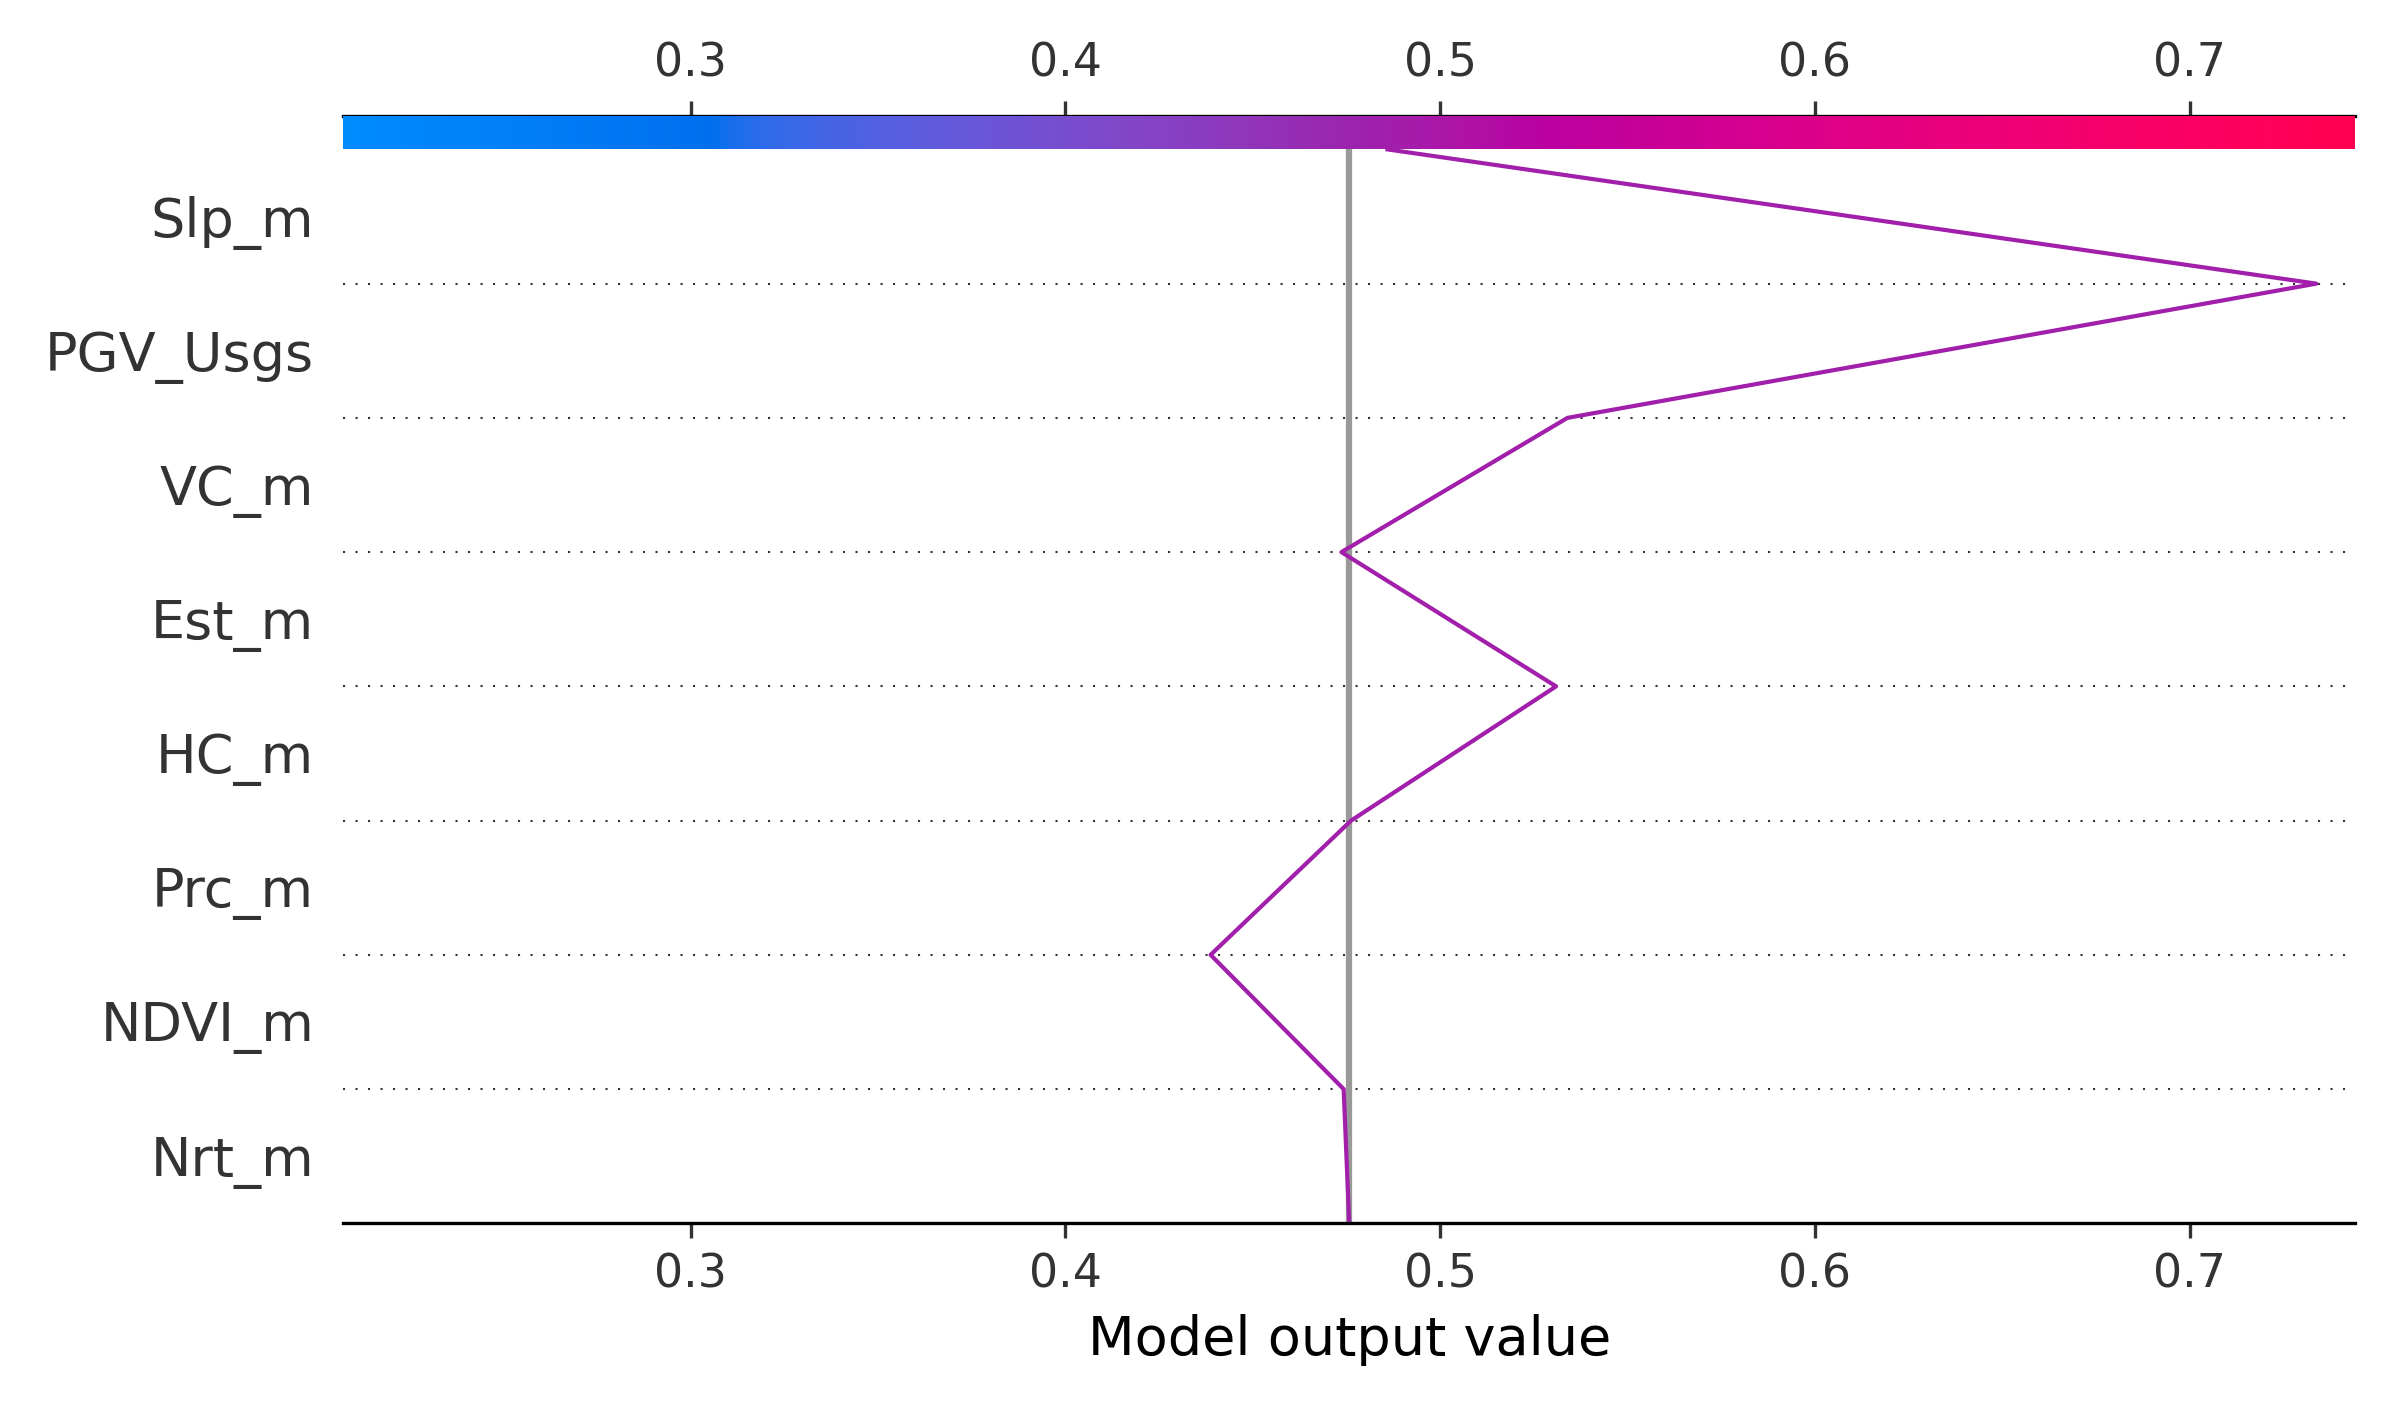 0.3 0.4 0.5 0.6 0.7
Slp_m
PGV_Usgs
VC_m
Est_m
HC_m
Prc_m
NDVI_m
Nrt_m
0.3 0.4 0.5 0.6 0.7
Model output value